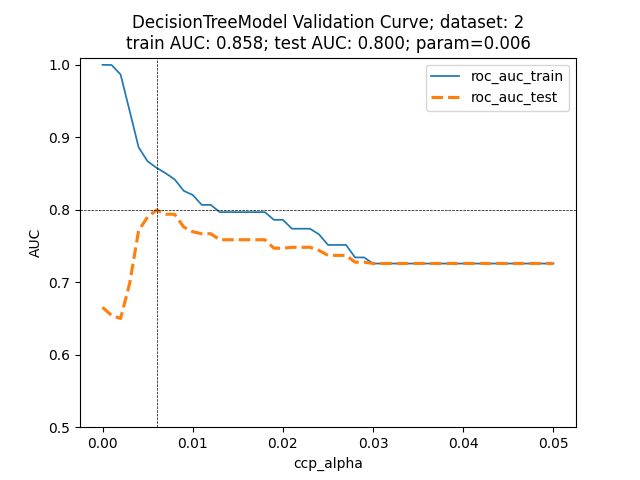 DecisionTreeModel Validation Curve; dataset: 2
train AUC: 0.858; test AUC: 0.800; param=0.006
roc_auc_train
roc_auc_test
1.0
0.9
0.8
0.7
0.6
0.5
AUC
0.00 0.01 0.02 0.03 0.04 0.05
ccp_alpha